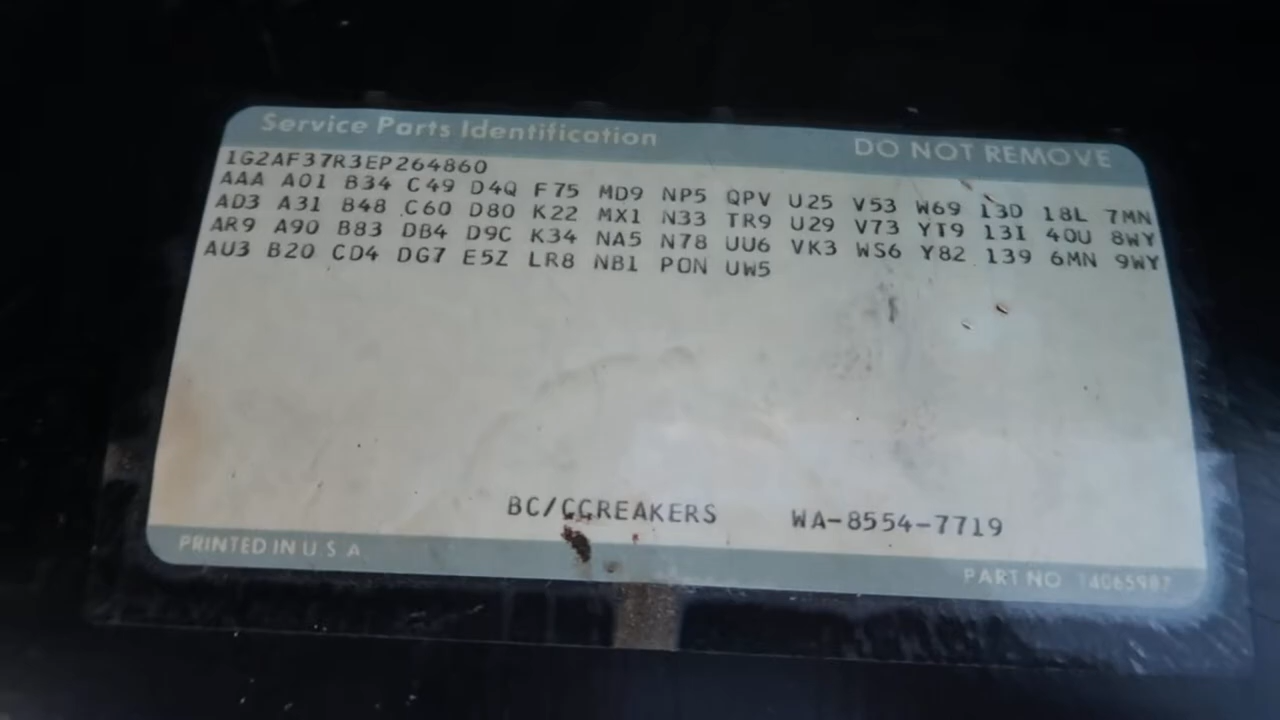 Service Parts Identification DO NOT REMOVE
1G2AF37R3EP264860
AAA A01 B34 C49 D4Q F75 MD9 NP5 QPV U25 V53 W69 13D 18L 7MN
AD3 A31 B48 C60 D80 K22 MX1 N33 TR9 U29 V73 YT9 13I 40U 8WY
AR9 A90 B83 DB4 D9C K34 NA5 N78 UU6 VK3 WS6 Y82 139 6MN 9WY
AU3 B20 CD4 DG7 E5Z LR8 NB1 PON UW5
BC/CCREAKERS WA-8554-7719
PRINTED IN U S A PART NO 14065987